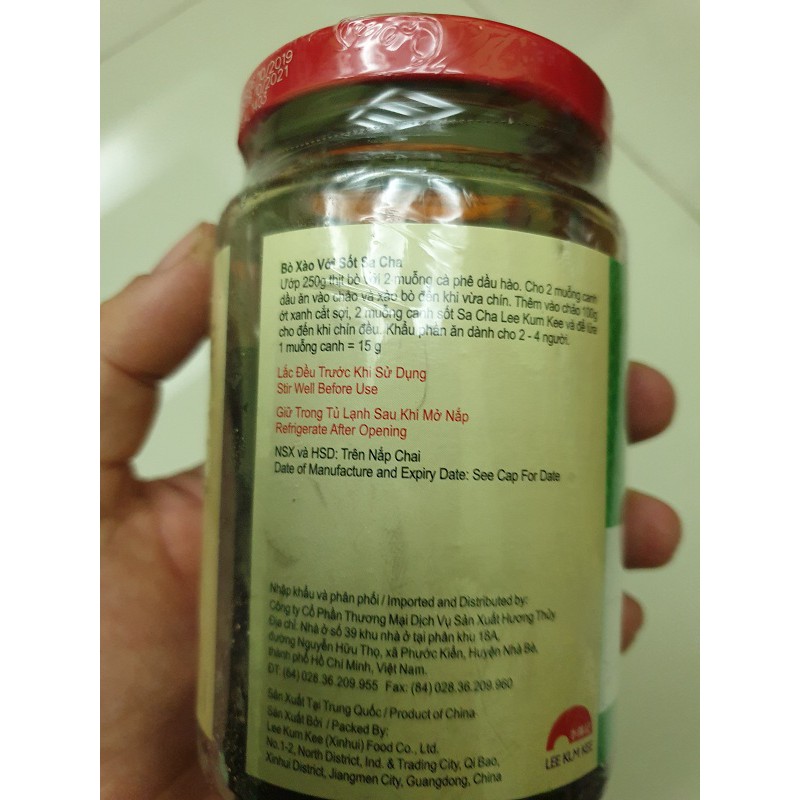 /2019
/2021
Bò Xào Với Sốt Sa Cha
Ướp 250g thịt bò với 2 muỗng cà phê dầu hào. Cho 2 muỗng canh
dầu ăn vào chảo và xào bò đến khi vừa chín. Thêm vào chảo 100g
ớt xanh cắt sợi, 2 muỗng canh sốt Sa Cha Lee Kum Kee và để lửa
cho đến khi chín đều. Khẩu phần ăn dành cho 2 - 4 người.
1 muỗng canh = 15 g
Lắc Đều Trước Khi Sử Dụng
Stir Well Before Use
Giữ Trong Tủ Lạnh Sau Khi Mở Nắp
Refrigerate After Opening
NSX và HSD: Trên Nắp Chai
Date of Manufacture and Expiry Date: See Cap For Date
Nhập khẩu và phân phối / Imported and Distributed by:
Công ty Cổ Phần Thương Mại Dịch Vụ Sản Xuất Hương Thủy
Địa chỉ: Nhà ở số 39 khu nhà ở tại phân khu 18A,
đường Nguyễn Hữu Thọ, xã Phước Kiển, Huyện Nhà Bè,
thành phố Hồ Chí Minh, Việt Nam.
ĐT: (84) 028.36.209.955 Fax: (84) 028.36.209.960
Sản Xuất Tại Trung Quốc / Product of China
Sản Xuất Bởi / Packed By:
Lee Kum Kee (Xinhui) Food Co., Ltd.
No.1-2, North District, Ind. & Trading City, Qi Bao,
Xinhui District, Jiangmen City, Guangdong, China
LEE KUM KEE